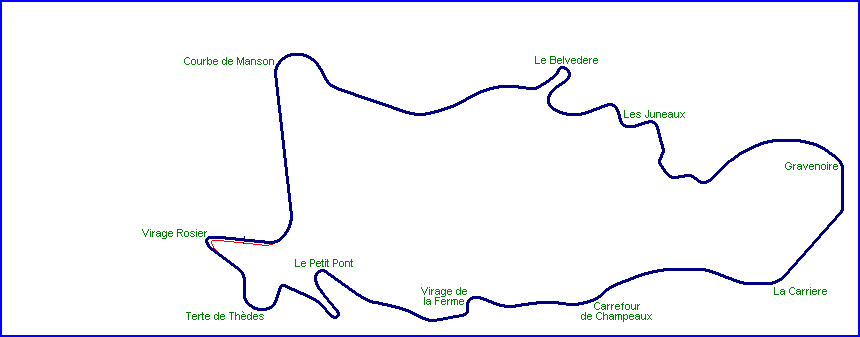 Courbe de Manson
Le Belvedere
Les Juneaux
Gravenoire
Virage Rosier
Le Petit Pont
Virage de
la Ferme
La Carriere
Carrefour
de Champeaux
Terte de Thèdes